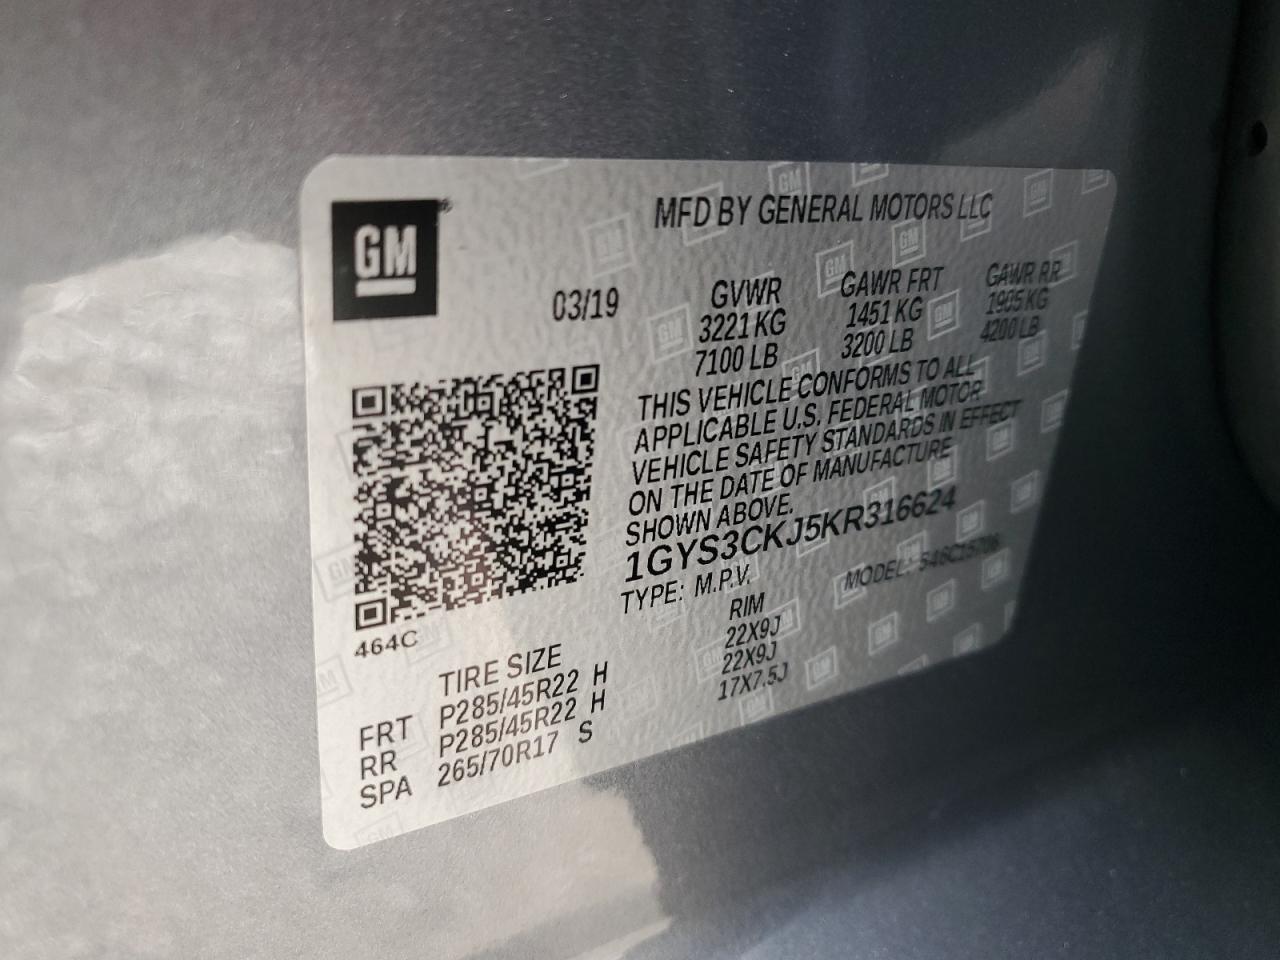 GM
MFD BY GENERAL MOTORS LLC
03/19
GVWR GAWR FRT GAWR RR
3221 KG 1451 KG 1905 KG
7100 LB 3200 LB 4200 LB
THIS VEHICLE CONFORMS TO ALL
APPLICABLE U.S. FEDERAL MOTOR
VEHICLE SAFETY STANDARDS IN EFFECT
ON THE DATE OF MANUFACTURE
SHOWN ABOVE.
1GYS3CKJ5KR316624
TYPE: M.P.V. MODEL:
464C
TIRE SIZE RIM
FRT P285/45R22 H 22X9J
RR P285/45R22 H 22X9J
SPA 265/70R17 S 17X7.5J